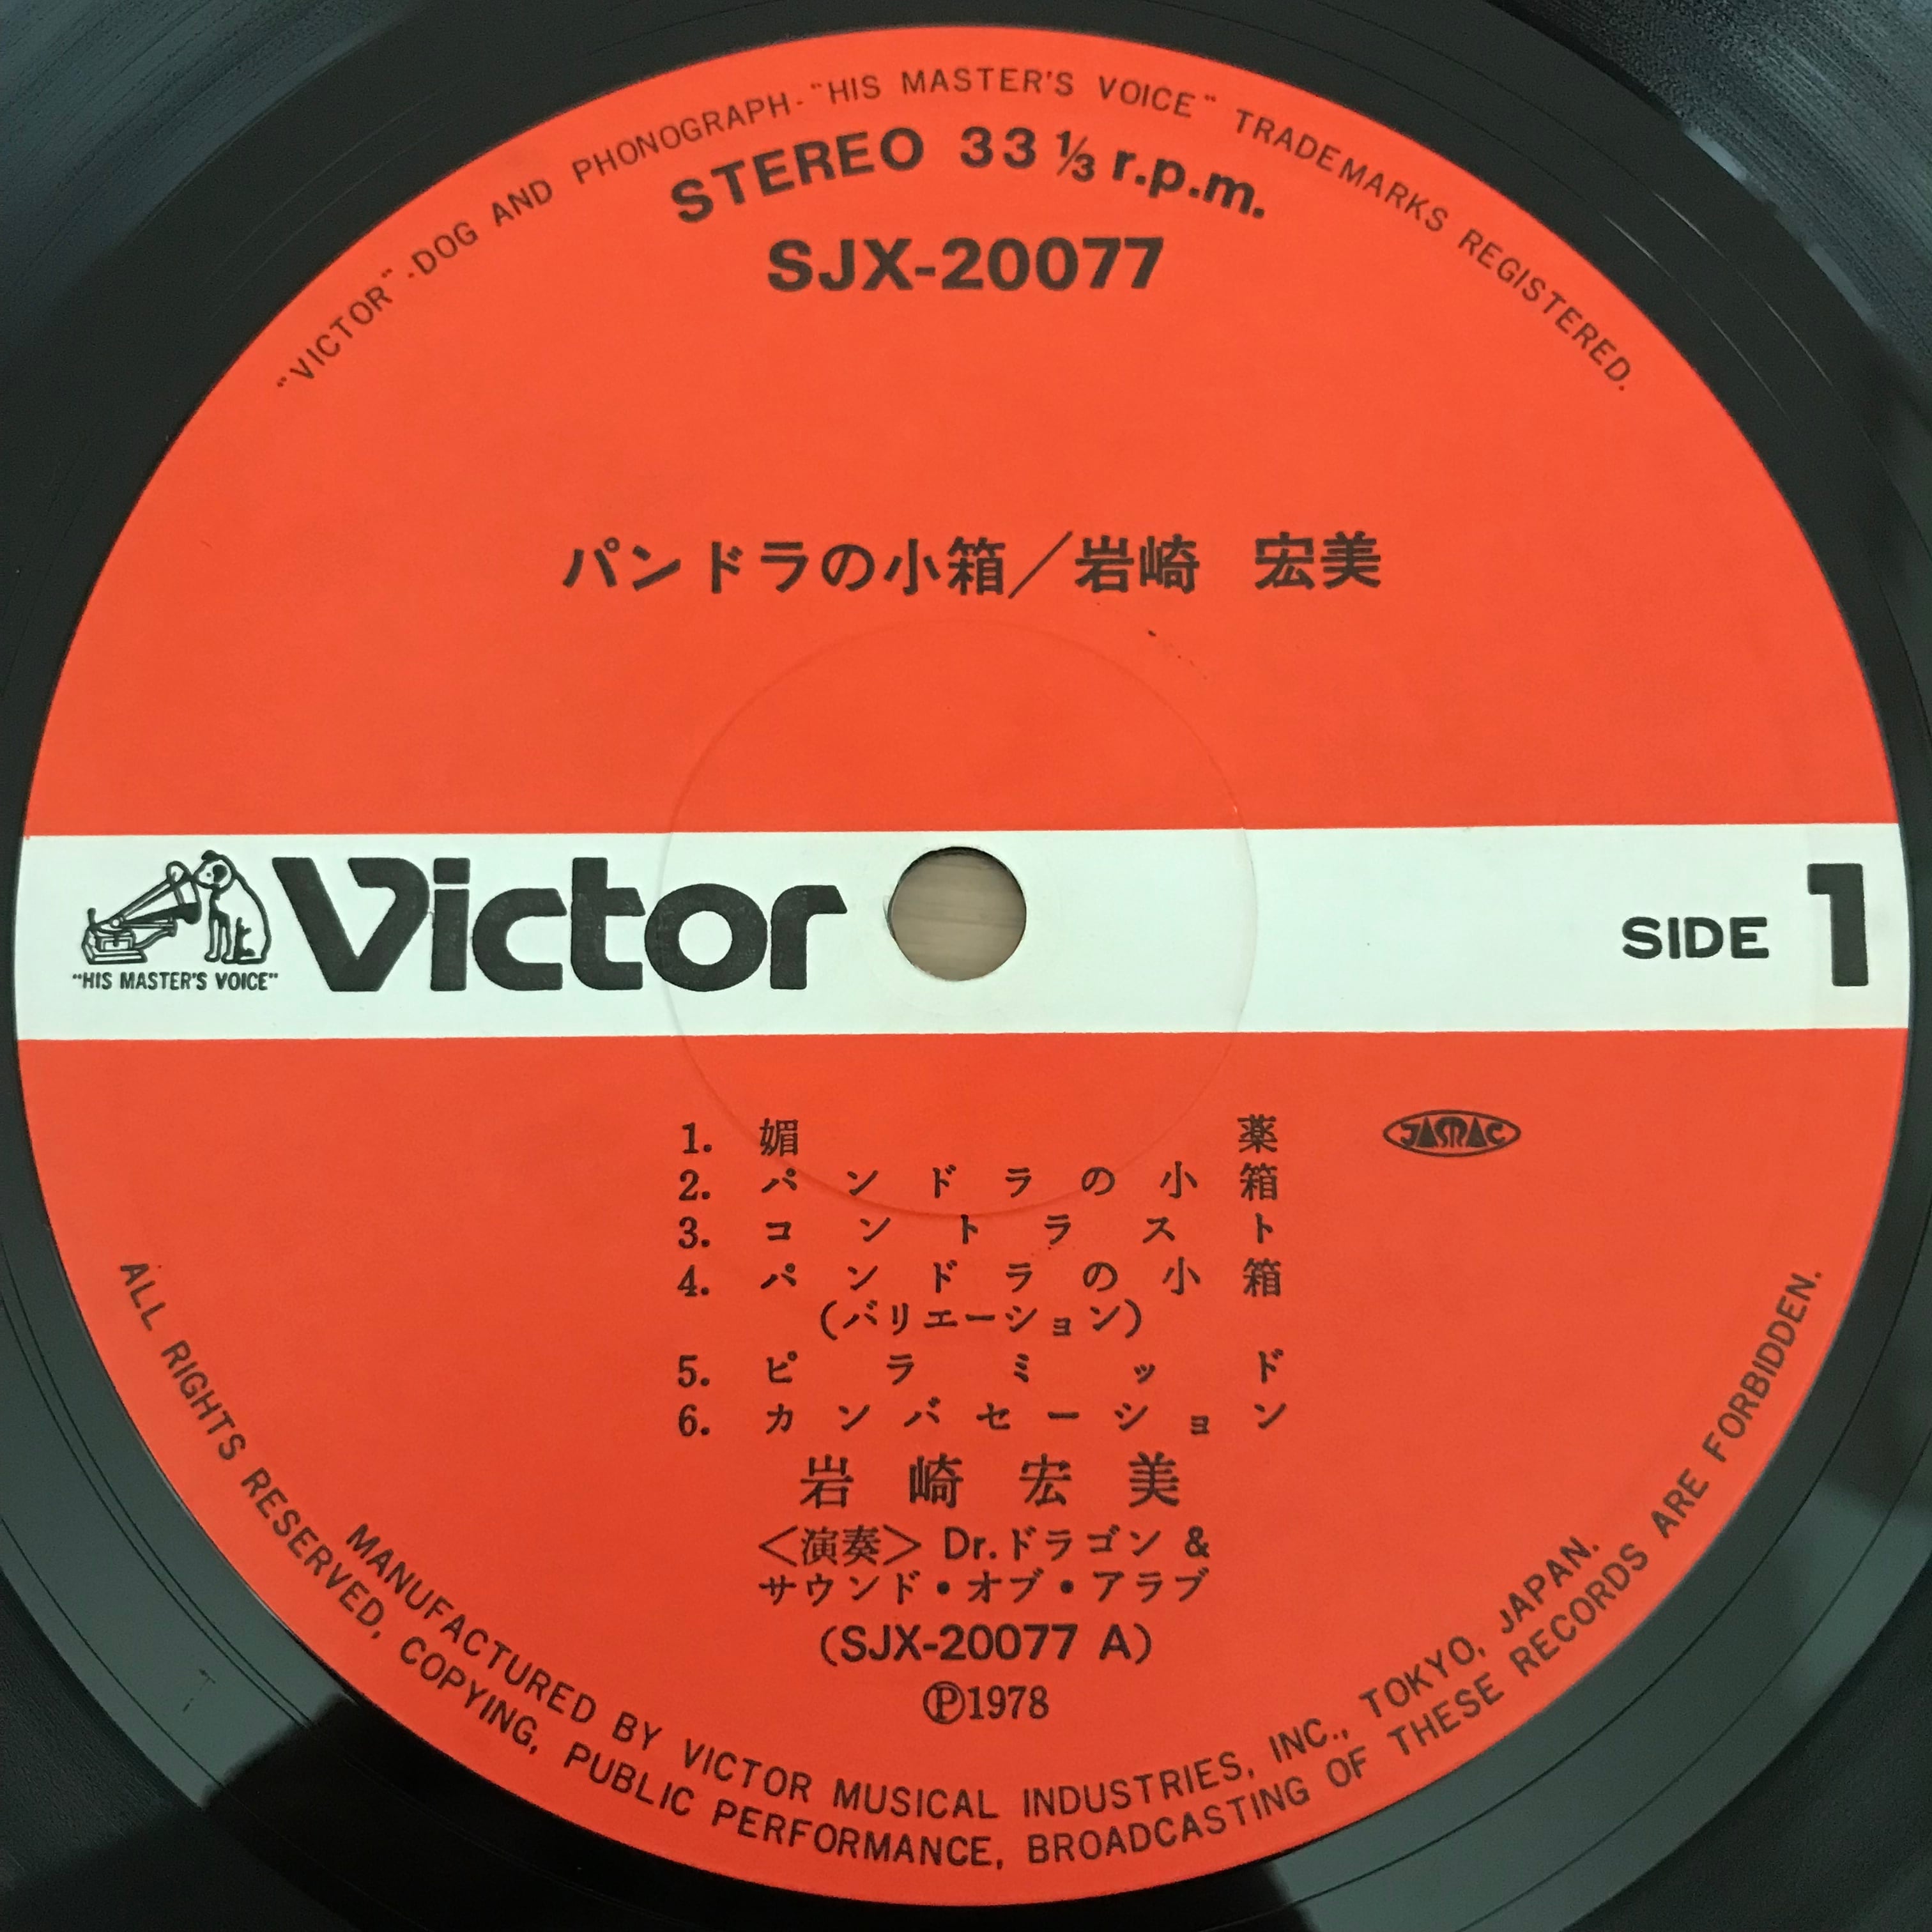 "VICTOR"-DOG AND PHONOGRAPH-"HIS MASTER'S VOICE" TRADEMARKS REGISTERED.
STEREO 33 ⅓ r.p.m.
SJX-20077
パンドラの小箱／岩崎 宏美
"HIS MASTER'S VOICE"
Victor
SIDE 1
1. 媚薬
JASRAC
2. パンドラの小箱
3. コントラスト
4. パンドラの小箱
(バリエーション)
5. ピラミッド
6. カンバセーション
岩崎宏美
＜演奏＞Dr.ドラゴン &
サウンド・オブ・アラブ
(SJX-20077 A)
Ⓟ1978
MANUFACTURED BY VICTOR MUSICAL INDUSTRIES, INC., TOKYO, JAPAN.
ALL RIGHTS RESERVED, COPYING, PUBLIC PERFORMANCE, BROADCASTING OF THESE RECORDS ARE FORBIDDEN.